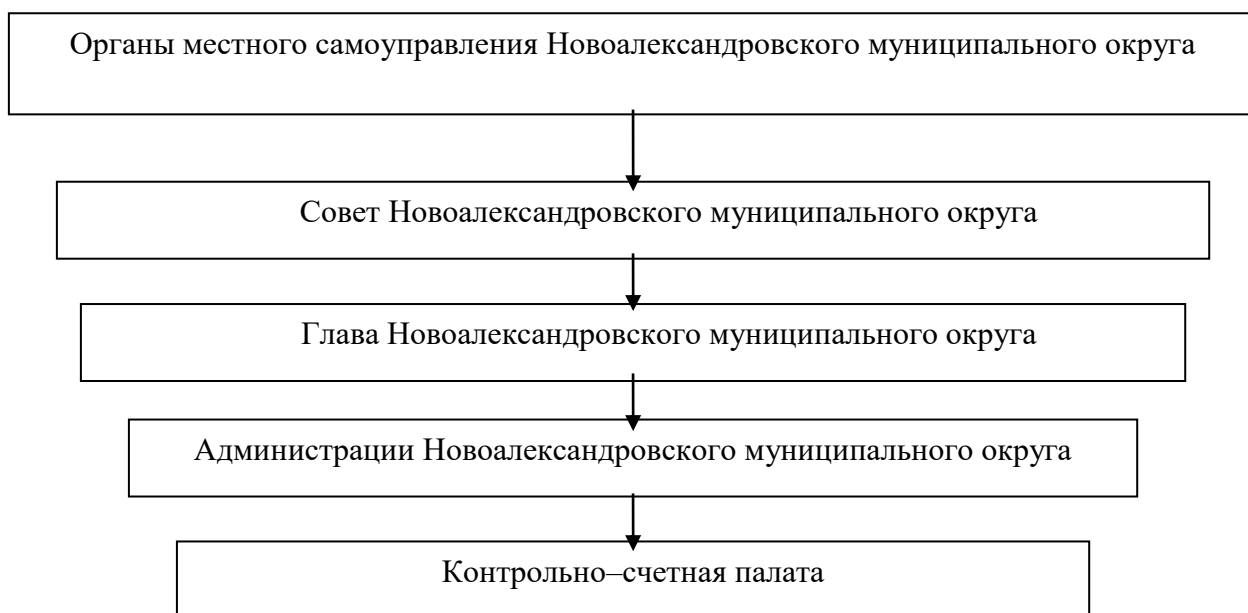 Органы местного самоуправления Новоалександровского муниципального округа
Совет Новоалександровского муниципального округа
Глава Новоалександровского муниципального округа
Администрации Новоалександровского муниципального округа
Контрольно–счетная палата